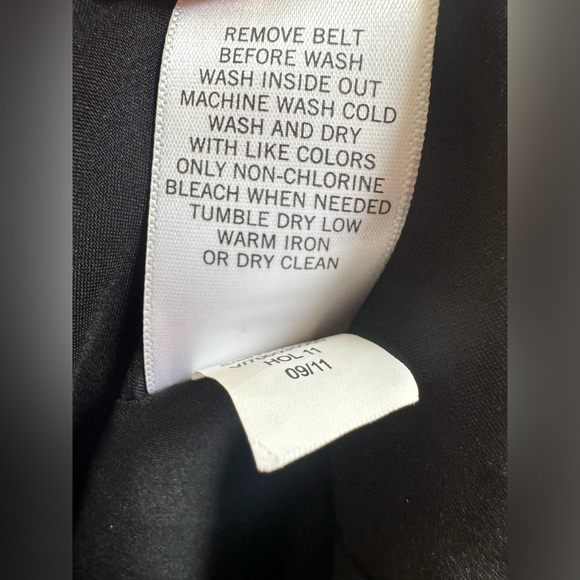 REMOVE BELT
BEFORE WASH
WASH INSIDE OUT
MACHINE WASH COLD
WASH AND DRY
WITH LIKE COLORS
ONLY NON-CHLORINE
BLEACH WHEN NEEDED
TUMBLE DRY LOW
WARM IRON
OR DRY CLEAN
HOL 11
09/11